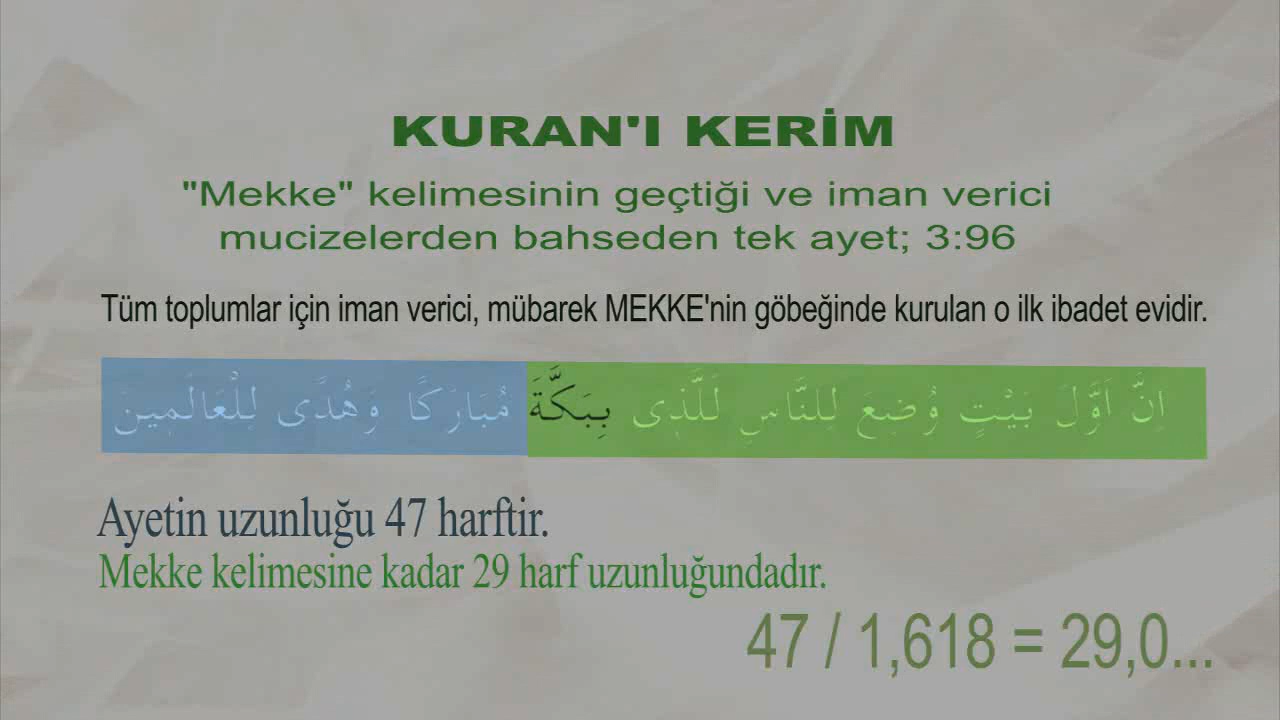 KURAN'I KERİM
"Mekke" kelimesinin geçtiği ve iman verici
mucizelerden bahseden tek ayet; 3:96
Tüm toplumlar için iman verici, mübarek MEKKE'nin göbeğinde kurulan o ilk ibadet evidir.
اِنَّ اَوَّلَ بَيْتٍ وُضِعَ لِلنَّاسِ لَلَّذٖى بِبَكَّةَ مُبَارَكًا وَهُدًى لِلْعَالَمٖينَ
Ayetin uzunluğu 47 harftir.
Mekke kelimesine kadar 29 harf uzunluğundadır.
47 / 1,618 = 29,0...